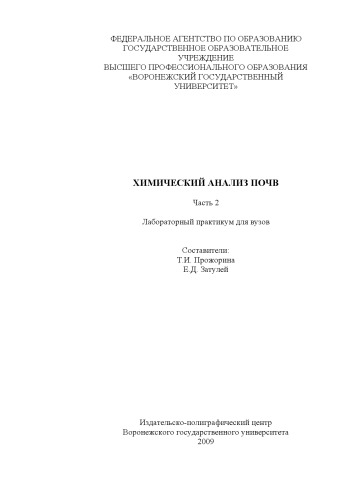 ФЕДЕРАЛЬНОЕ АГЕНТСТВО ПО ОБРАЗОВАНИЮ
ГОСУДАРСТВЕННОЕ ОБРАЗОВАТЕЛЬНОЕ
УЧРЕЖДЕНИЕ
ВЫСШЕГО ПРОФЕССИОНАЛЬНОГО ОБРАЗОВАНИЯ
«ВОРОНЕЖСКИЙ ГОСУДАРСТВЕННЫЙ
УНИВЕРСИТЕТ»
ХИМИЧЕСКИЙ АНАЛИЗ ПОЧВ
Часть 2
Лабораторный практикум для вузов
Составители:
Т.И. Прожорина
Е.Д. Затулей
Издательско-полиграфический центр
Воронежского государственного университета
2009